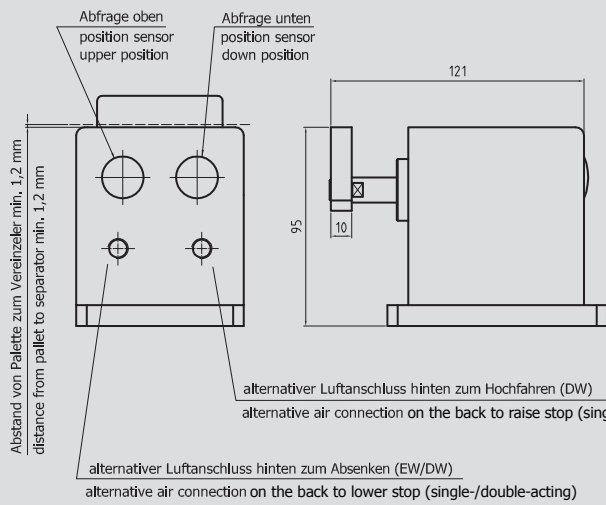 Abfrage oben
position sensor
upper position
Abfrage unten
position sensor
down position
121
95
10
Abstand von Palette zum Vereinzeler min. 1,2 mm
distance from pallet to separator min. 1,2 mm
alternativer Luftanschluss hinten zum Hochfahren (DW)
alternative air connection on the back to raise stop
alternativer Luftanschluss hinten zum Absenken (EW/DW)
alternative air connection on the back to lower stop (single-/double-acting)